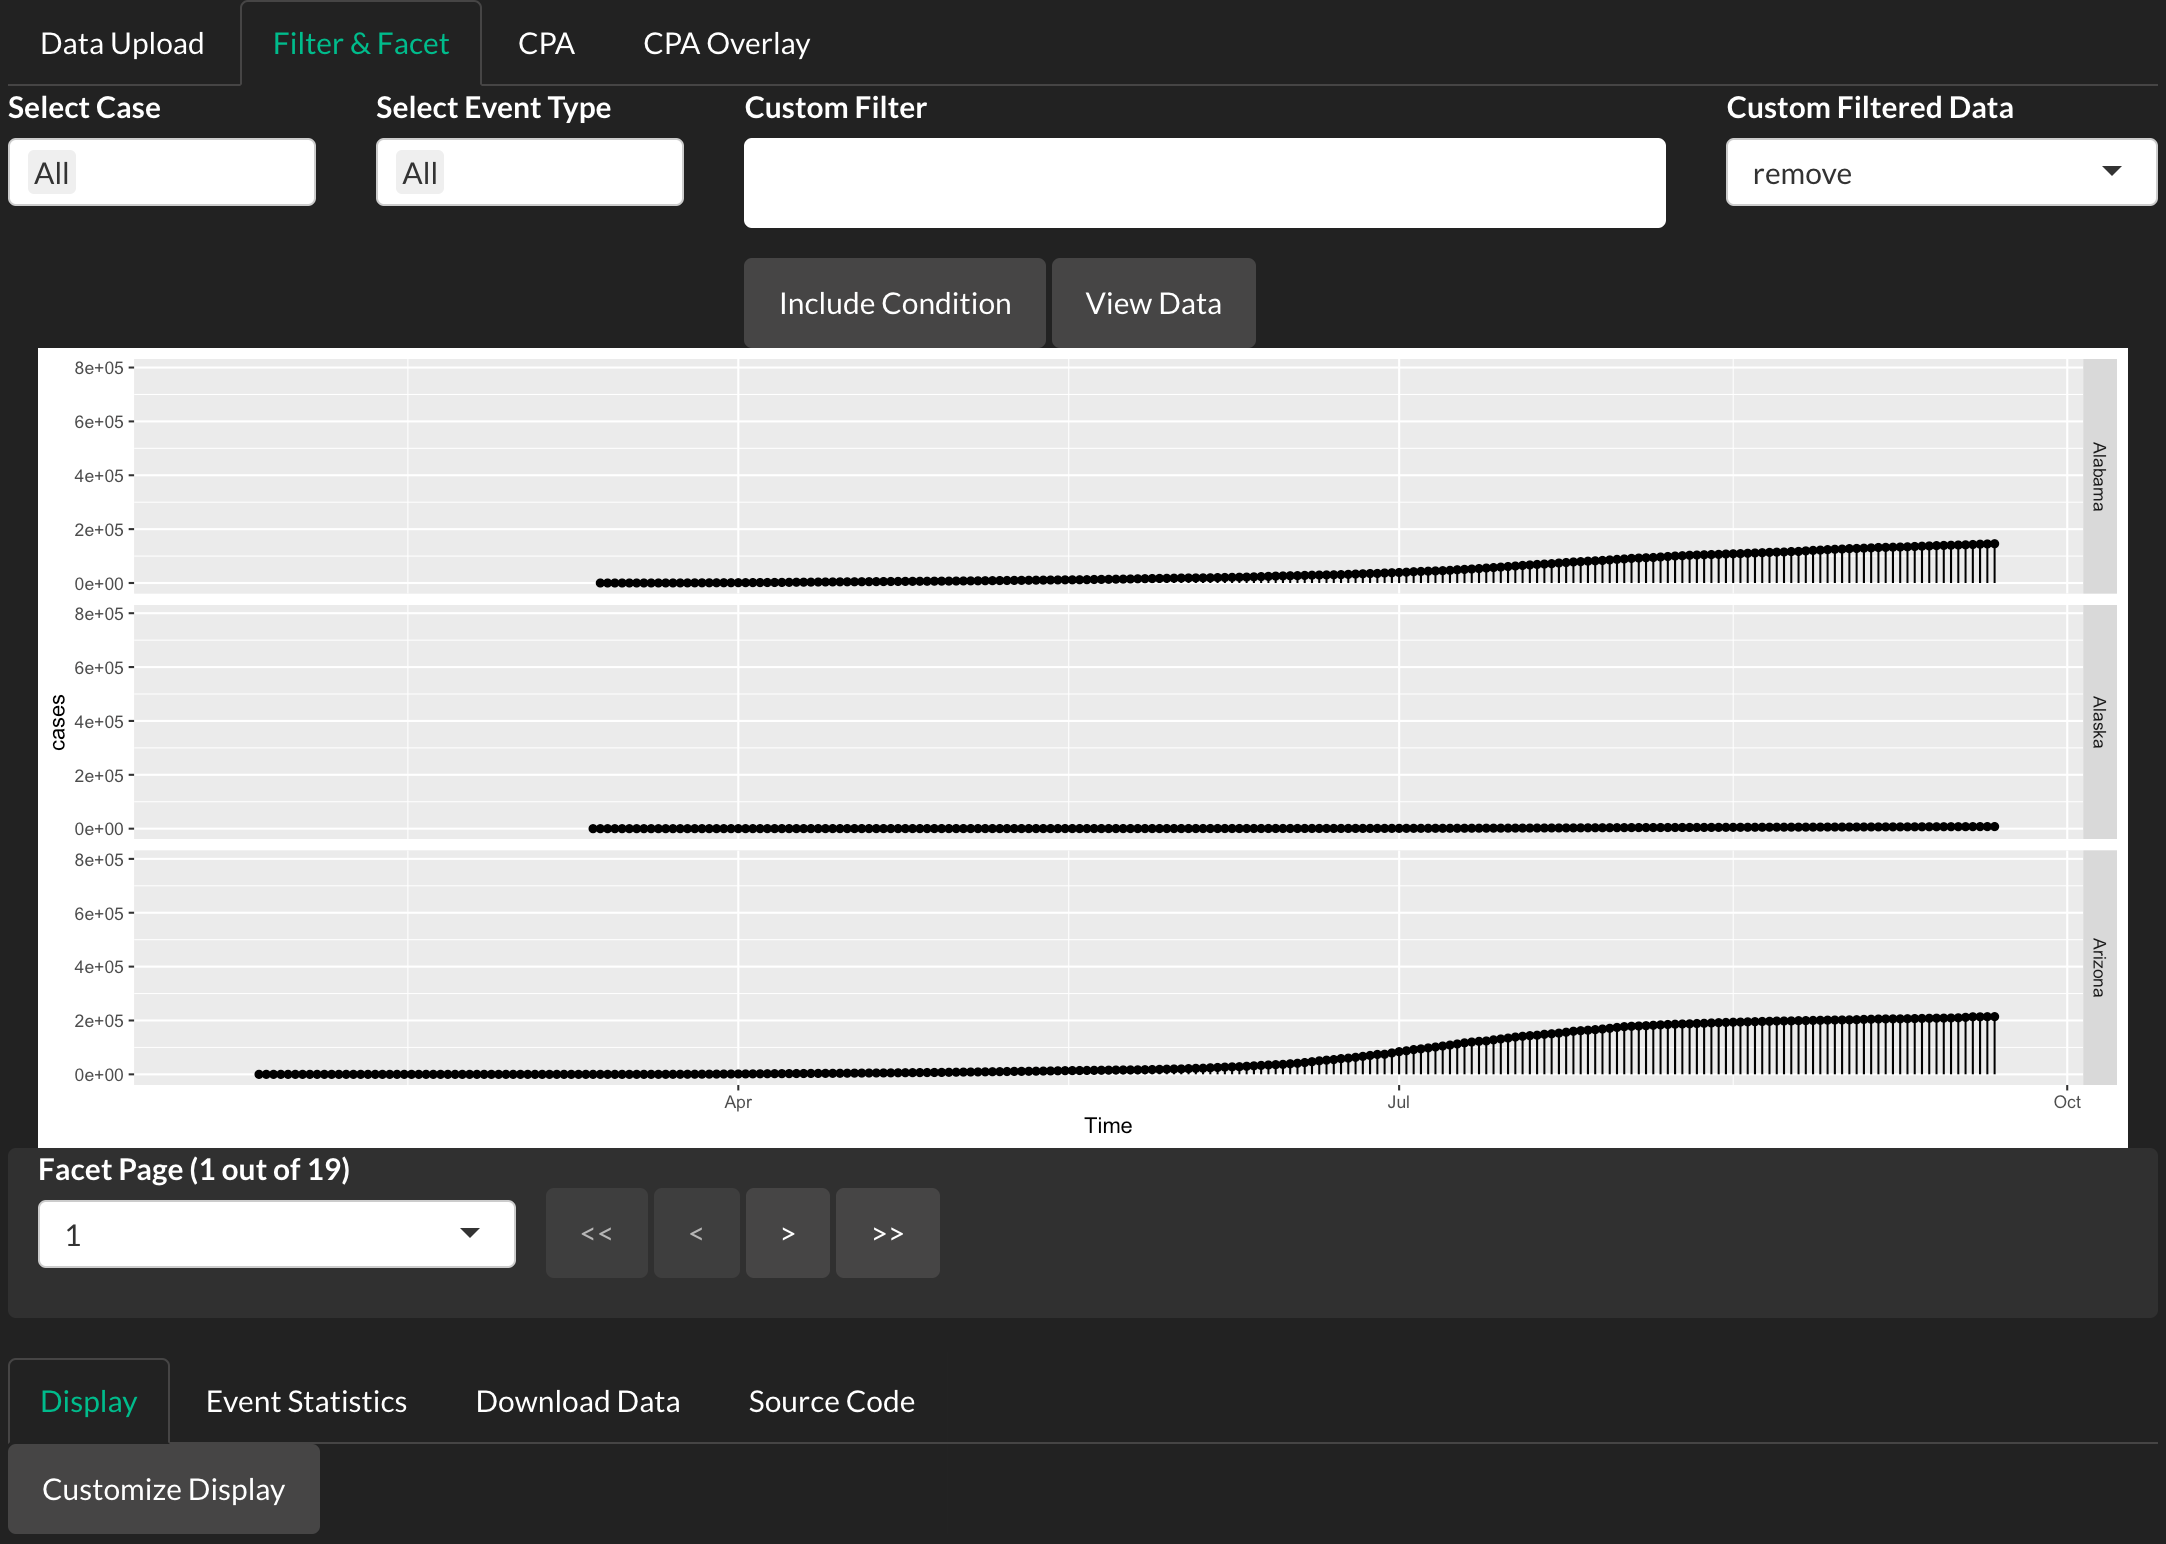 Data Upload
Filter & Facet
CPA
CPA Overlay
Select Case
Select Event Type
Custom Filter
Custom Filtered Data
All
All
remove
Include Condition
View Data
cases
8e+05
6e+05
4e+05
2e+05
0e+00
Alabama
8e+05
6e+05
4e+05
2e+05
0e+00
Alaska
8e+05
6e+05
4e+05
2e+05
0e+00
Arizona
Apr
Jul
Oct
Time
Facet Page (1 out of 19)
1
<<
<
>
>>
Display
Event Statistics
Download Data
Source Code
Customize Display